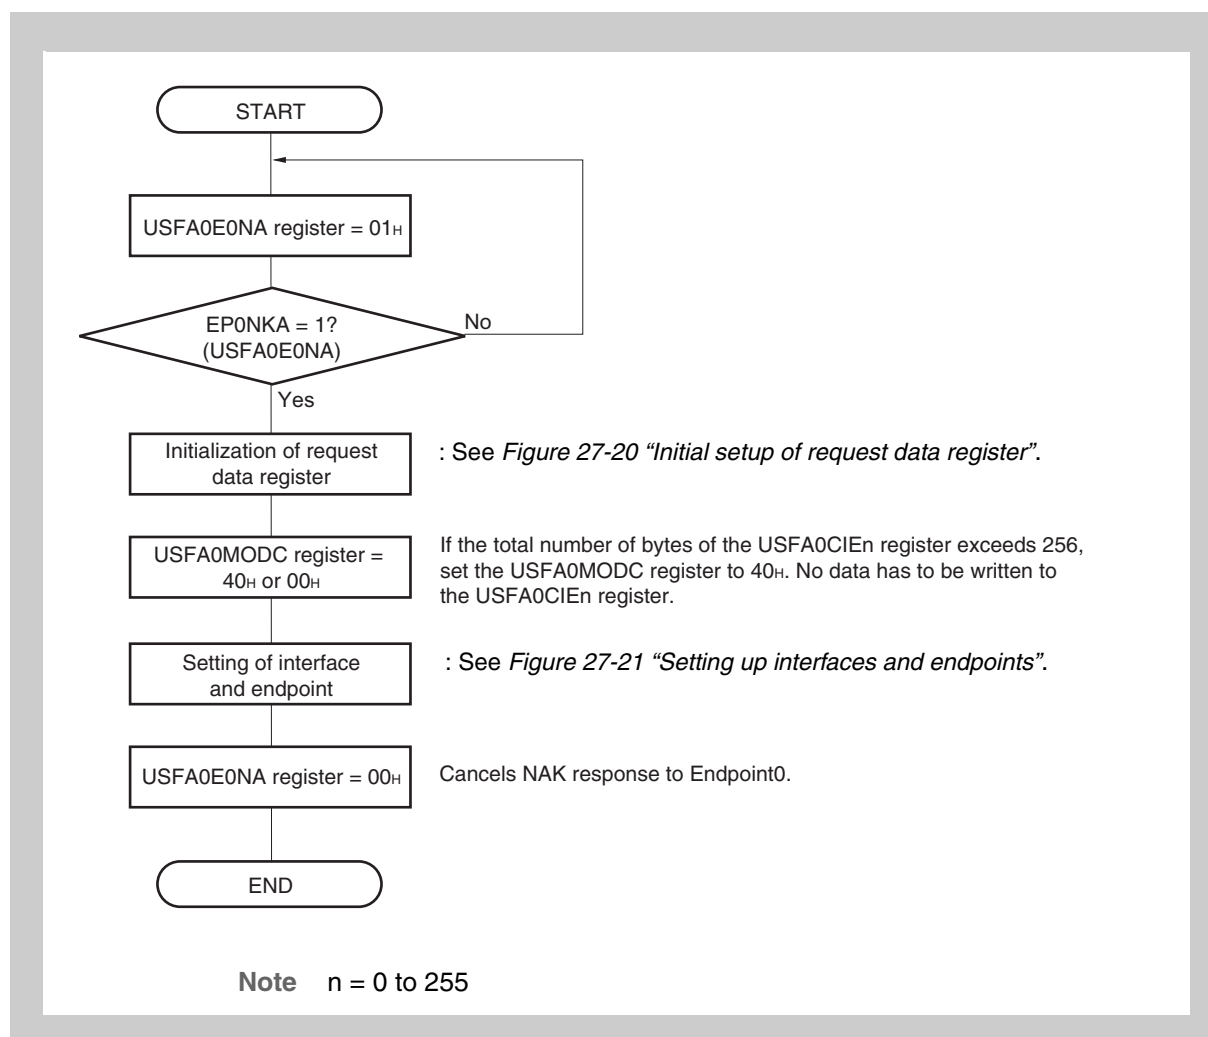 START
USFA0E0NA register = 01H
EP0NKA = 1?
(USFA0E0NA)
No
Yes
Initialization of request
data register
: See Figure 27-20 “Initial setup of request data register”.
USFA0MODC register =
40H or 00H
If the total number of bytes of the USFA0CIEn register exceeds 256,
set the USFA0MODC register to 40H. No data has to be written to
the USFA0CIEn register.
Setting of interface
and endpoint
: See Figure 27-21 “Setting up interfaces and endpoints”.
USFA0E0NA register = 00H
Cancels NAK response to Endpoint0.
END
Note n = 0 to 255